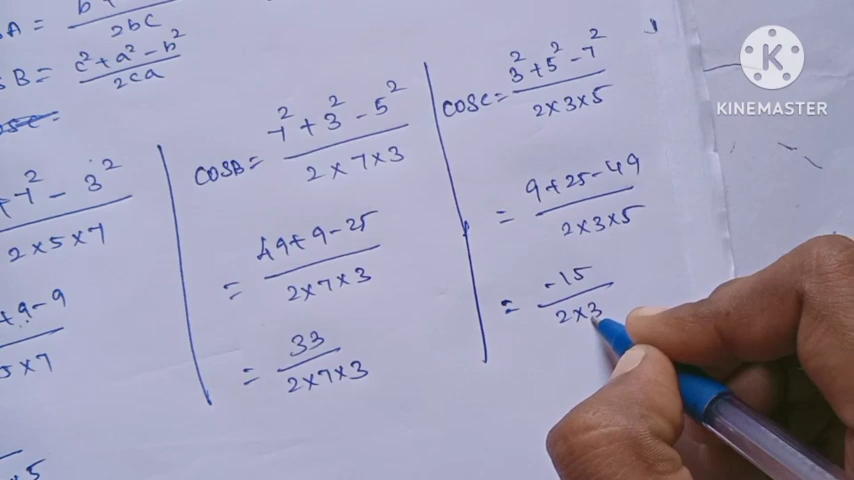 SA =
2bc
S B = c² + a² - b²
2ca
+ 7² - 3²
2 × 5 × 7
+ 9 - 9
5 × 7
× 5
COSB = 7² + 3² - 5²
2 × 7 × 3
= 49 + 9 - 25
2 × 7 × 3
= 33
2 × 7 × 3
COSC = 3² + 5² - 7²
2 × 3 × 5
= 9 + 25 - 49
2 × 3 × 5
= -15
2 × 3
KINEMASTER